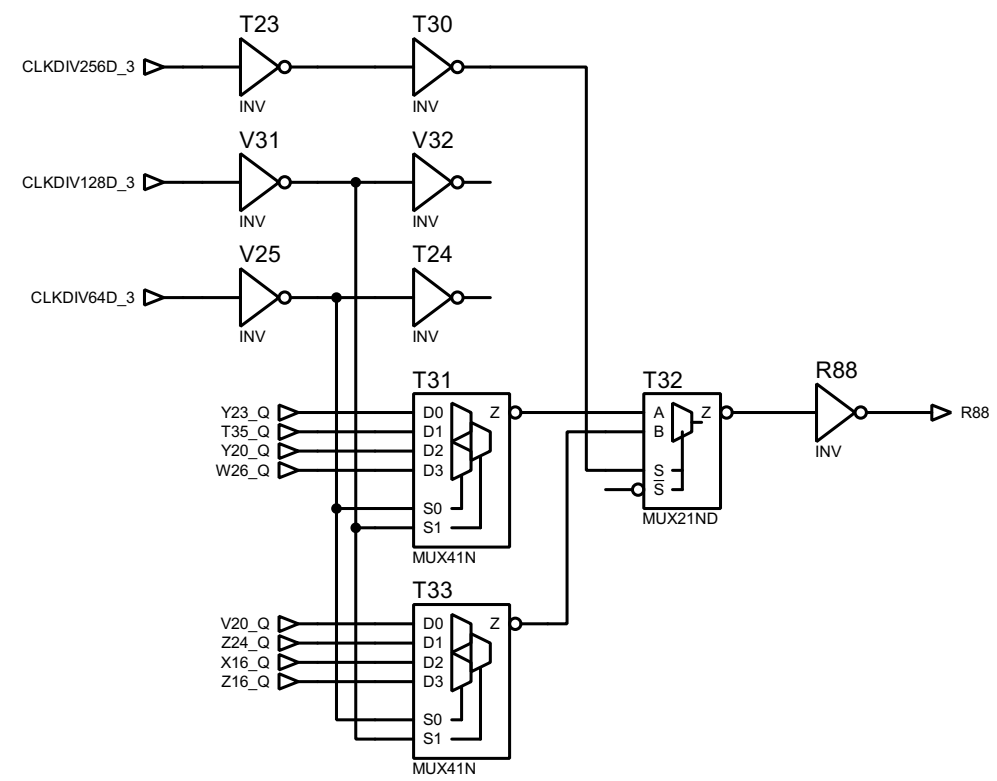 T23
T30
CLKDIV256D_3
INV
INV
V31
V32
CLKDIV128D_3
INV
INV
V25
T24
CLKDIV64D_3
INV
INV
T31
T32
R88
Y23_Q
D0
Z
A
Z
R88
T35_Q
D1
B
Y20_Q
D2
INV
W26_Q
D3
S
S̅
S0
MUX21ND
S1
MUX41N
T33
V20_Q
D0
Z
Z24_Q
D1
X16_Q
D2
Z16_Q
D3
S0
S1
MUX41N